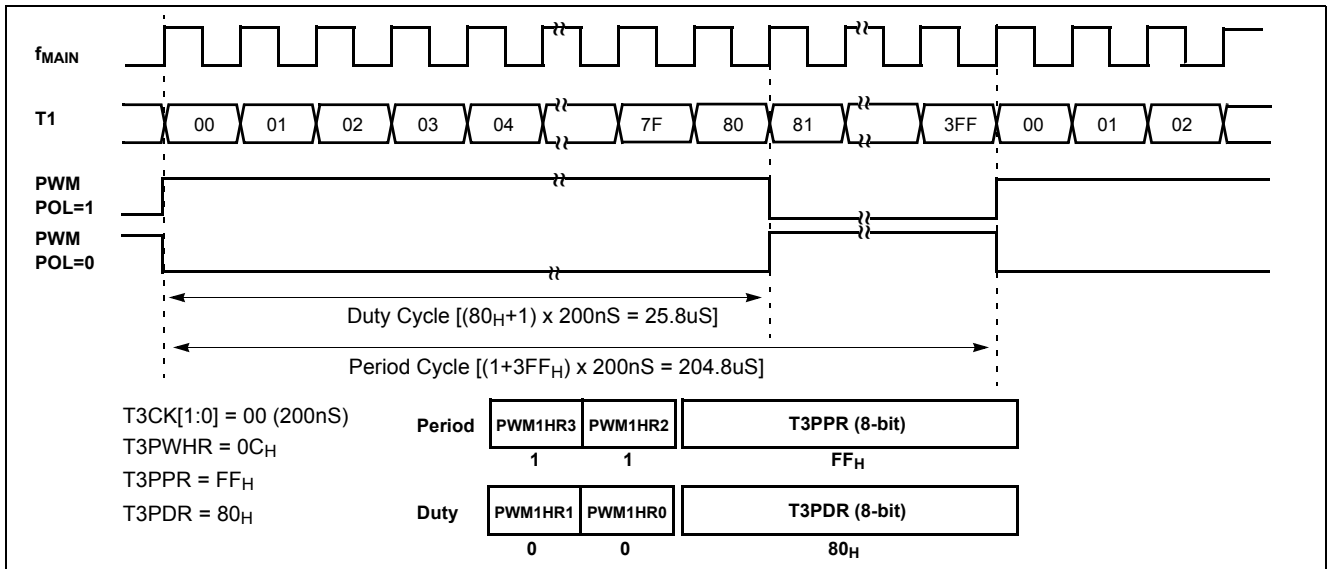 fMAIN
T1 00 01 02 03 04 7F 80 81 3FF 00 01 02
PWM
POL=1
PWM
POL=0
Duty Cycle [(80H+1) x 200nS = 25.8uS]
Period Cycle [(1+3FFH) x 200nS = 204.8uS]
T3CK[1:0] = 00 (200nS)
T3PWHR = 0CH
T3PPR = FFH
T3PDR = 80H
Period PWM1HR3 PWM1HR2 T3PPR (8-bit)
1 1 FFH
Duty PWM1HR1 PWM1HR0 T3PDR (8-bit)
0 0 80H